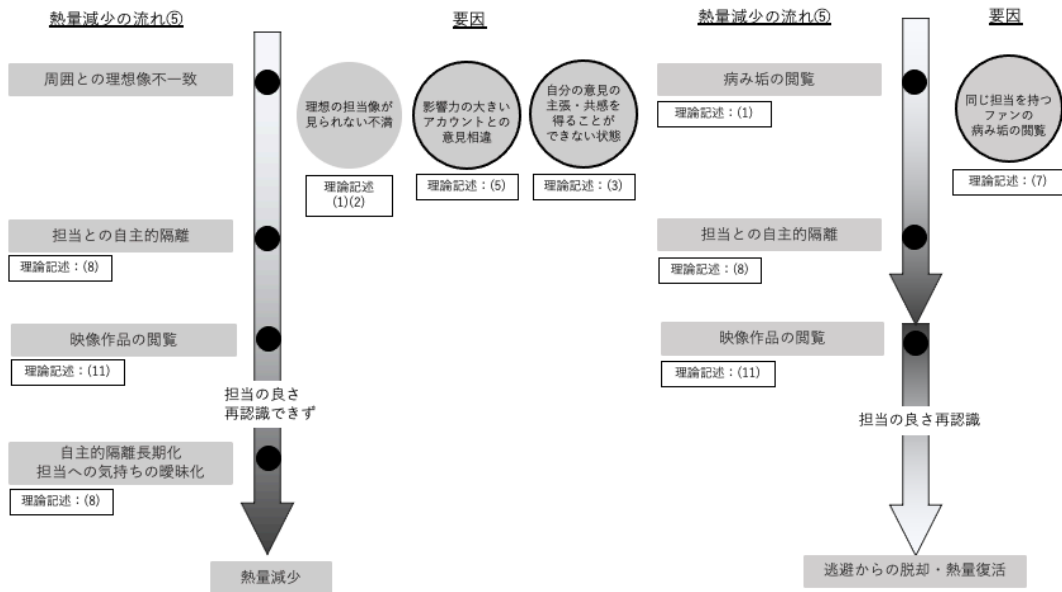 熱量減少の流れ⑤
要因
周囲との理想像不一致
理想の担当像が
見られない不満
影響力の大きい
アカウントとの
意見相違
自分の意見の
主張・共感を
得ることが
できない状態
理論記述
(1)(2)
理論記述：(5)
理論記述：(3)
担当との自主的隔離
理論記述：(8)
映像作品の閲覧
理論記述：(11)
担当の良さ
再認識できず
自主的隔離長期化
担当への気持ちの曖昧化
理論記述：(8)
熱量減少
熱量減少の流れ⑤
要因
病み垢の閲覧
理論記述：(1)
同じ担当を持つ
ファンの
病み垢の閲覧
理論記述：(7)
担当との自主的隔離
理論記述：(8)
映像作品の閲覧
理論記述：(11)
担当の良さ再認識
逃避からの脱却・熱量復活